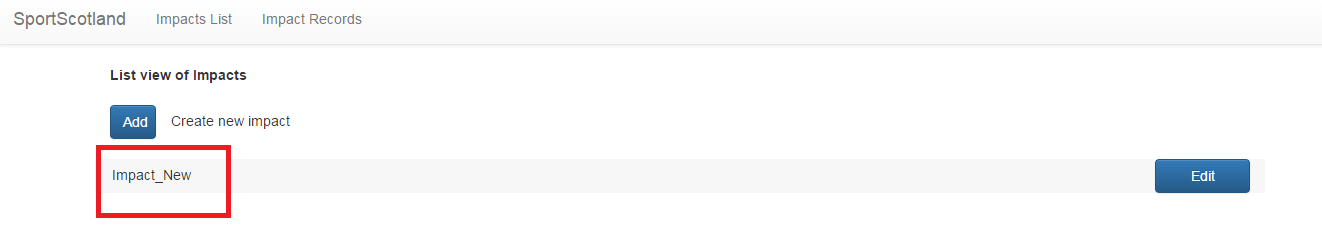 SportScotland Impacts List Impact Records
List view of Impacts
Add Create new impact
Impact_New Edit